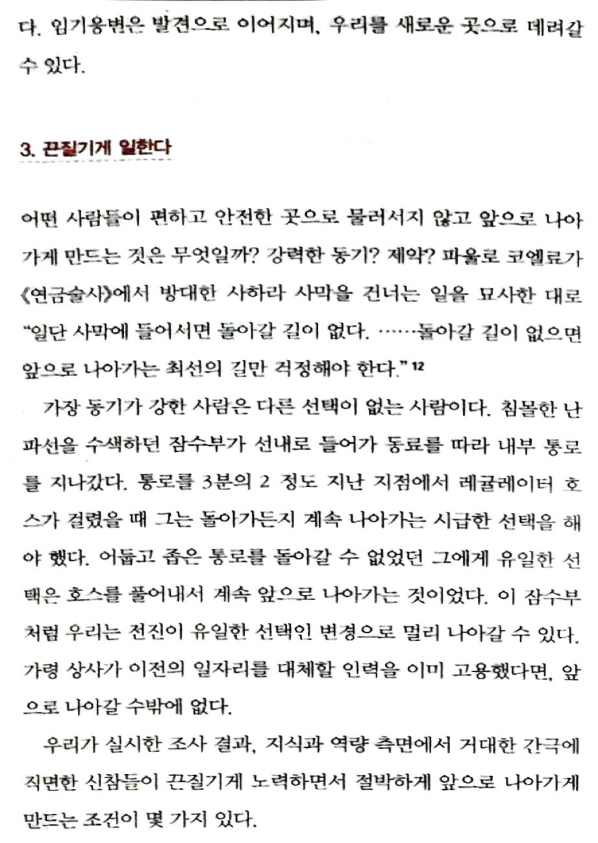 다. 임기응변은 발견으로 이어지며, 우리를 새로운 곳으로 데려갈
수 있다.
3. 끈질기게 일한다
어떤 사람들이 편하고 안전한 곳으로 물러서지 않고 앞으로 나아
가게 만드는 것은 무엇일까? 강력한 동기? 제약? 파울로 코엘료가
《연금술사》에서 방대한 사하라 사막을 건너는 일을 묘사한 대로
“일단 사막에 들어서면 돌아갈 길이 없다. ……돌아갈 길이 없으면
앞으로 나아가는 최선의 길만 걱정해야 한다.”12
가장 동기가 강한 사람은 다른 선택이 없는 사람이다. 침몰한 난
파선을 수색하던 잠수부가 선내로 들어가 동료를 따라 내부 통로
를 지나갔다. 통로를 3분의 2 정도 지난 지점에서 레귤레이터 호
스가 걸렸을 때 그는 돌아가든지 계속 나아가는 시급한 선택을 해
야 했다. 어둡고 좁은 통로를 돌아갈 수 없었던 그에게 유일한 선
택은 호스를 풀어내서 계속 앞으로 나아가는 것이었다. 이 잠수부
처럼 우리는 전진이 유일한 선택인 변경으로 멀리 나아갈 수 있다.
가령 상사가 이전의 일자리를 대체할 인력을 이미 고용했다면, 앞
으로 나아갈 수밖에 없다.
우리가 실시한 조사 결과, 지식과 역량 측면에서 거대한 간극에
직면한 신참들이 끈질기게 노력하면서 절박하게 앞으로 나아가게
만드는 조건이 몇 가지 있다.